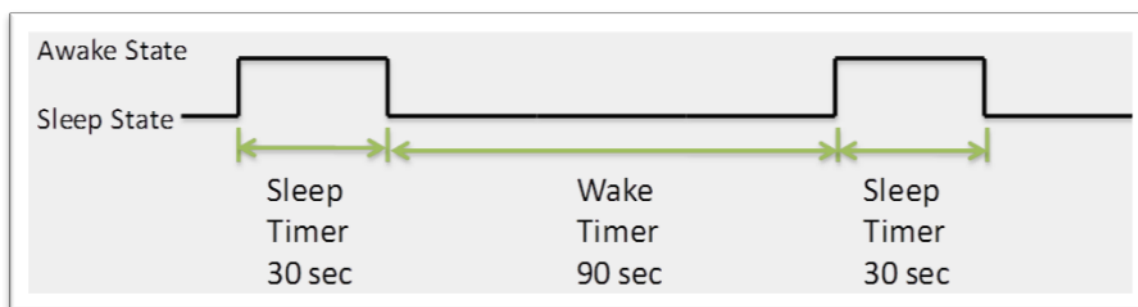 Awake State
Sleep State
Sleep
Timer
30 sec
Wake
Timer
90 sec
Sleep
Timer
30 sec